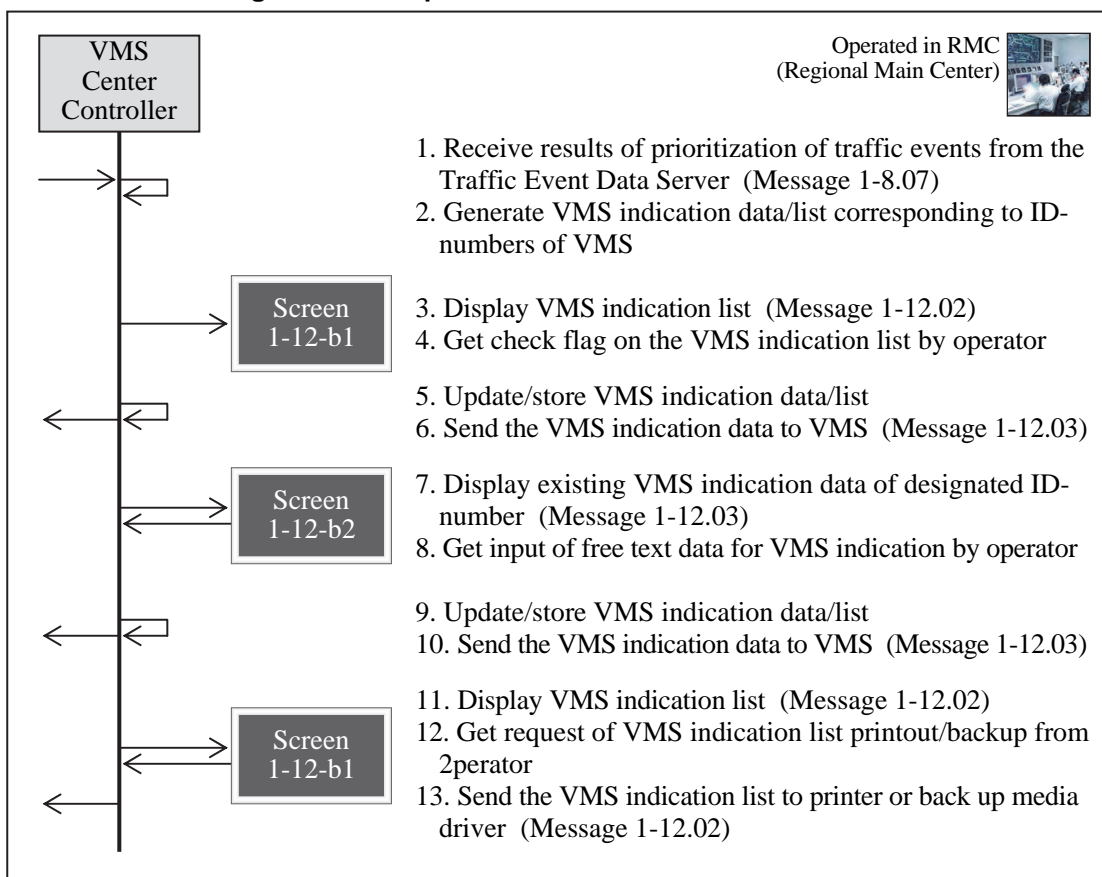 VMS
Center
Controller
Operated in RMC
(Regional Main Center)
1. Receive results of prioritization of traffic events from the
Traffic Event Data Server (Message 1-8.07)
2. Generate VMS indication data/list corresponding to ID-
numbers of VMS
Screen
1-12-b1
3. Display VMS indication list (Message 1-12.02)
4. Get check flag on the VMS indication list by operator
5. Update/store VMS indication data/list
6. Send the VMS indication data to VMS (Message 1-12.03)
Screen
1-12-b2
7. Display existing VMS indication data of designated ID-
number (Message 1-12.03)
8. Get input of free text data for VMS indication by operator
9. Update/store VMS indication data/list
10. Send the VMS indication data to VMS (Message 1-12.03)
Screen
1-12-b1
11. Display VMS indication list (Message 1-12.02)
12. Get request of VMS indication list printout/backup from
2perator
13. Send the VMS indication list to printer or back up media
driver (Message 1-12.02)